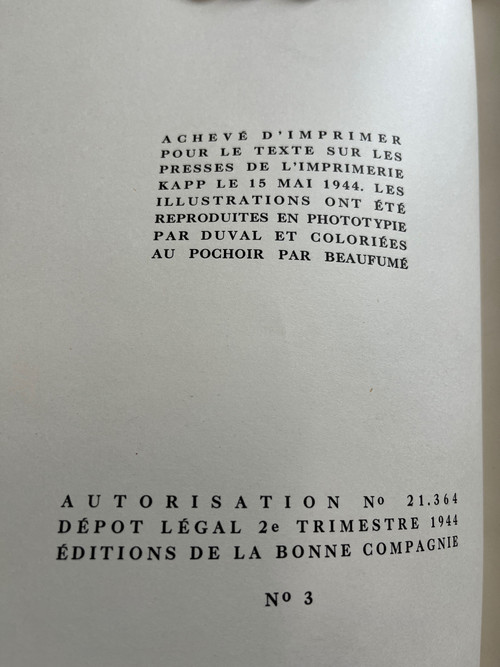 ACHEVÉ D'IMPRIMER
POUR LE TEXTE SUR LES
PRESSES DE L'IMPRIMERIE
KAPP LE 15 MAI 1944. LES
ILLUSTRATIONS ONT ÉTÉ
REPRODUITES EN PHOTOTYPIE
PAR DUVAL ET COLORIÉES
AU POCHOIR PAR BEAUFUMÉ
AUTORISATION No 21.364
DÉPOT LÉGAL 2e TRIMESTRE 1944
ÉDITIONS DE LA BONNE COMPAGNIE
No 3